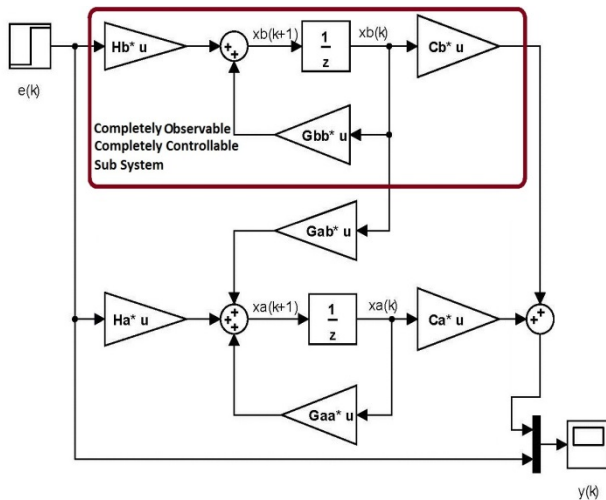 Hb* u
xb(k+1)
1
z
xb(k)
Cb* u
e(k)
Completely Observable
Completely Controllable
Sub System
Gbb* u
Gab* u
Ha* u
xa(k+1)
1
z
xa(k)
Ca* u
Gaa* u
y(k)